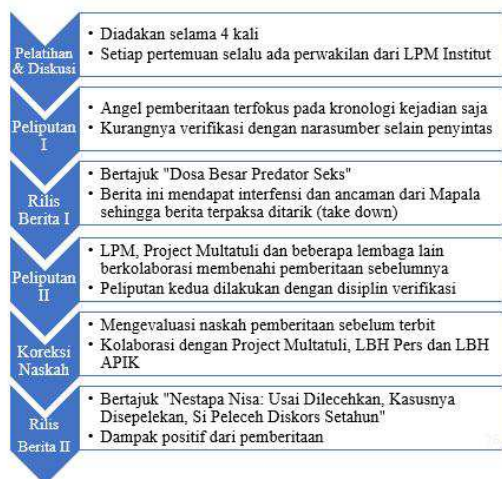 Pelatihan
& Diskusi
• Diadakan selama 4 kali
• Setiap pertemuan selalu ada perwakilan dari LPM Institut
Peliputan
I
• Angel pemberitaan terfokus pada kronologi kejadian saja
• Kurangnya verifikasi dengan narasumber selain penyintas
Rilis
Berita I
• Bertajuk "Dosa Besar Predator Seks"
• Berita ini mendapat interfensi dan ancaman dari Mapala
sehingga berita terpaksa ditarik (take down)
Peliputan
II
• LPM, Project Multatuli dan beberapa lembaga lain
berkolaborasi membenahi pemberitaan sebelumnya
• Peliputan kedua dilakukan dengan disiplin verifikasi
Koreksi
Naskah
• Mengevaluasi naskah pemberitaan sebelum terbit
• Kolaborasi dengan Project Multatuli, LBH Pers dan LBH
APIK
Rilis
Berita II
• Bertajuk "Nestapa Nisa: Usai Dilecehkan, Kasusnya
Disepelekan, Si Peleceh Diskors Setahun"
• Dampak positif dari pemberitaan